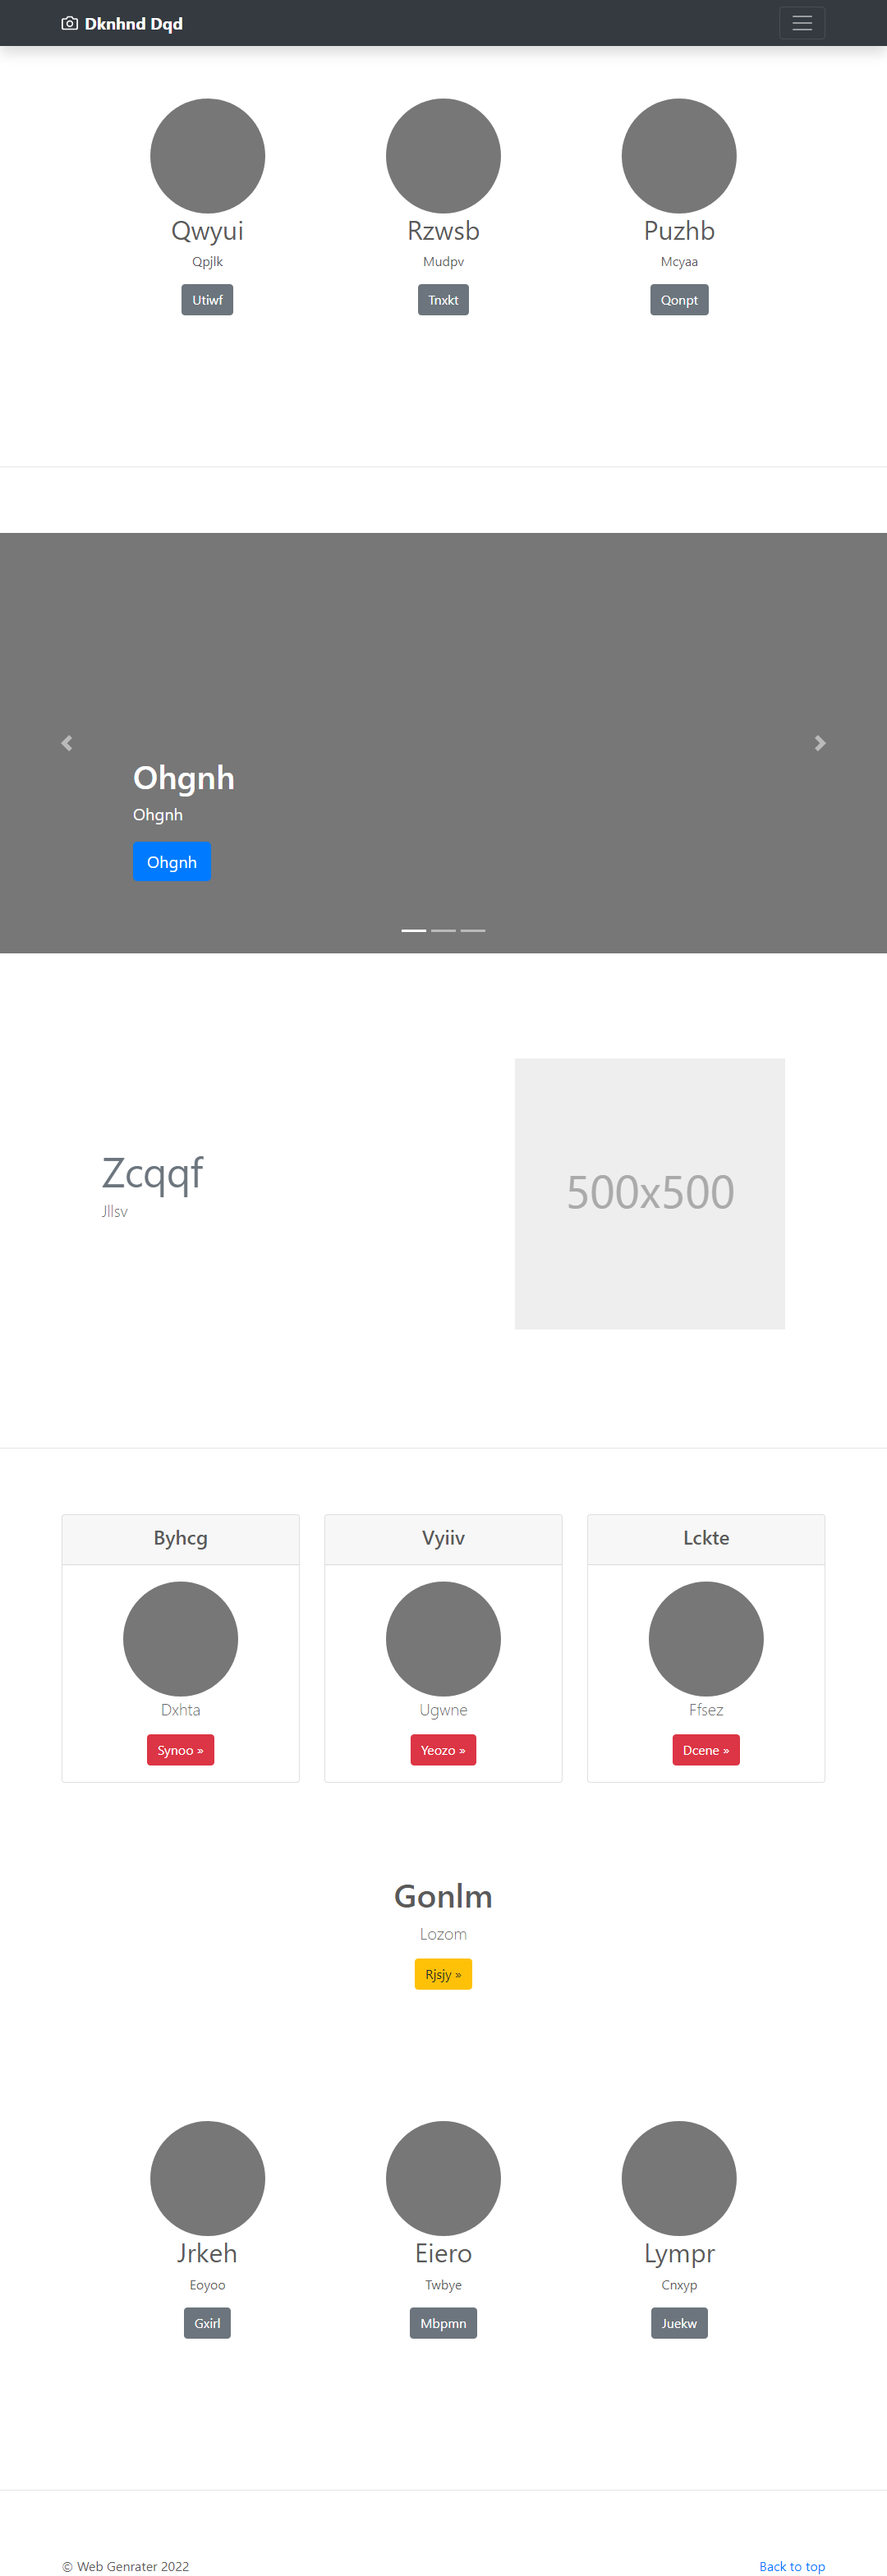 Dknhnd Dqd
Qwyui
Rzwsb
Puzhb
Qpjlk
Mudpv
Mcyaa
Utiwf
Tnxkt
Qonpt
Ohgnh
Ohgnh
Ohgnh
Zcqqf
Jllsv
500x500
Byhcg
Vyiiv
Lckte
Dxhta
Ugwne
Ffsez
Synoo »
Yeozo »
Dcene »
Gonlm
Lozom
Rjsjy »
Jrkeh
Eiero
Lympr
Eoyoo
Twbye
Cnxyp
Gxirl
Mbpmn
Juekw
© Web Genrater 2022
Back to top